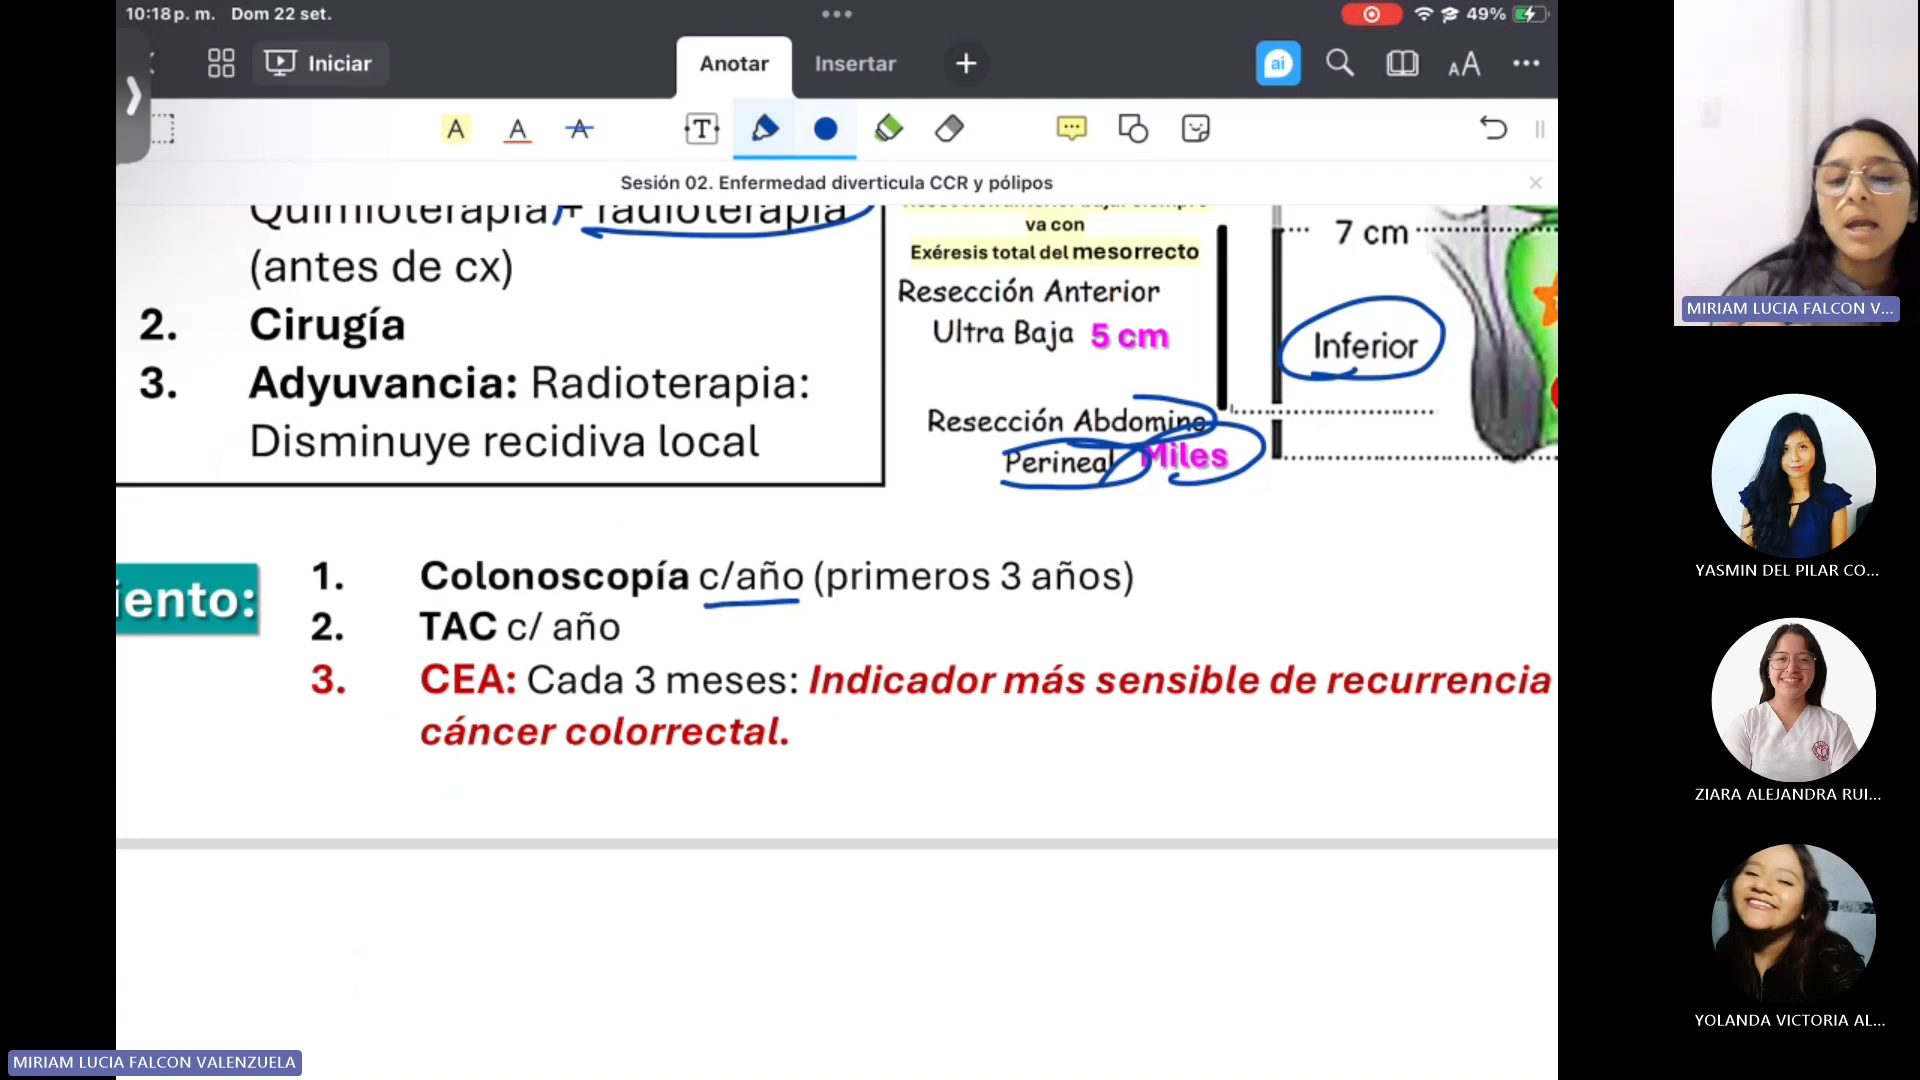 10:18 p. m. Dom 22 set.
49%
Iniciar
Anotar
Insertar
ai
AA
A A A T
Sesión 02. Enfermedad diverticula CCR y pólipos
Quimioterapia + radioterapia
(antes de cx)
2. Cirugía
3. Adyuvancia: Radioterapia:
Disminuye recidiva local
va con
Exéresis total del mesorrecto
Resección Anterior
Ultra Baja 5 cm
Resección Abdomino
Perineal Miles
7 cm
Inferior
iento:
1. Colonoscopía c/año (primeros 3 años)
2. TAC c/ año
3. CEA: Cada 3 meses: Indicador más sensible de recurrencia
cáncer colorrectal.
MIRIAM LUCIA FALCON V...
YASMIN DEL PILAR CO...
ZIARA ALEJANDRA RUI...
YOLANDA VICTORIA AL...
MIRIAM LUCIA FALCON VALENZUELA